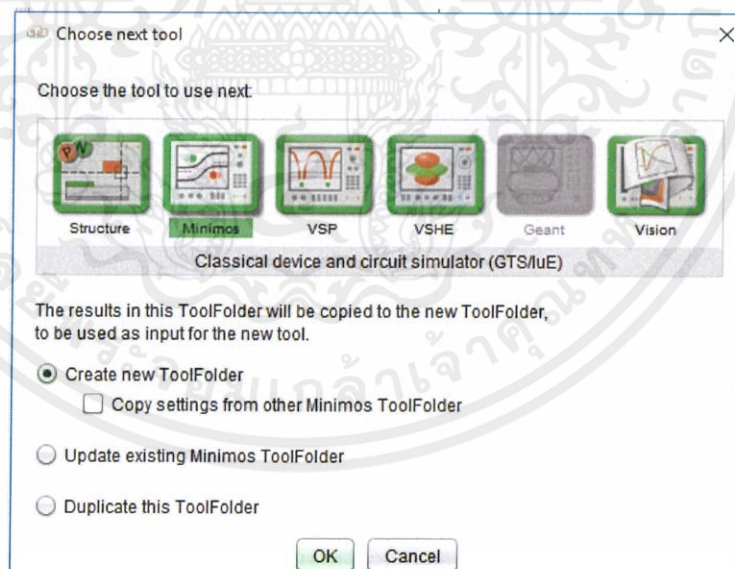 Choose next tool
Choose the tool to use next:
Structure Minimos VSP VSHE Geant Vision
Classical device and circuit simulator (GTS/IuE)
The results in this ToolFolder will be copied to the new ToolFolder,
to be used as input for the new tool.
Create new ToolFolder
Copy settings from other Minimos ToolFolder
Update existing Minimos ToolFolder
Duplicate this ToolFolder
OK Cancel